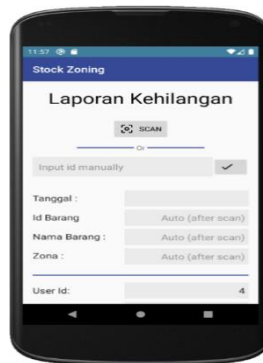 11:57
Stock Zoning
Laporan Kehilangan
SCAN
Or
Input id manually
Tanggal :
Id Barang Auto (after scan)
Nama Barang : Auto (after scan)
Zona : Auto (after scan)
User Id: 4